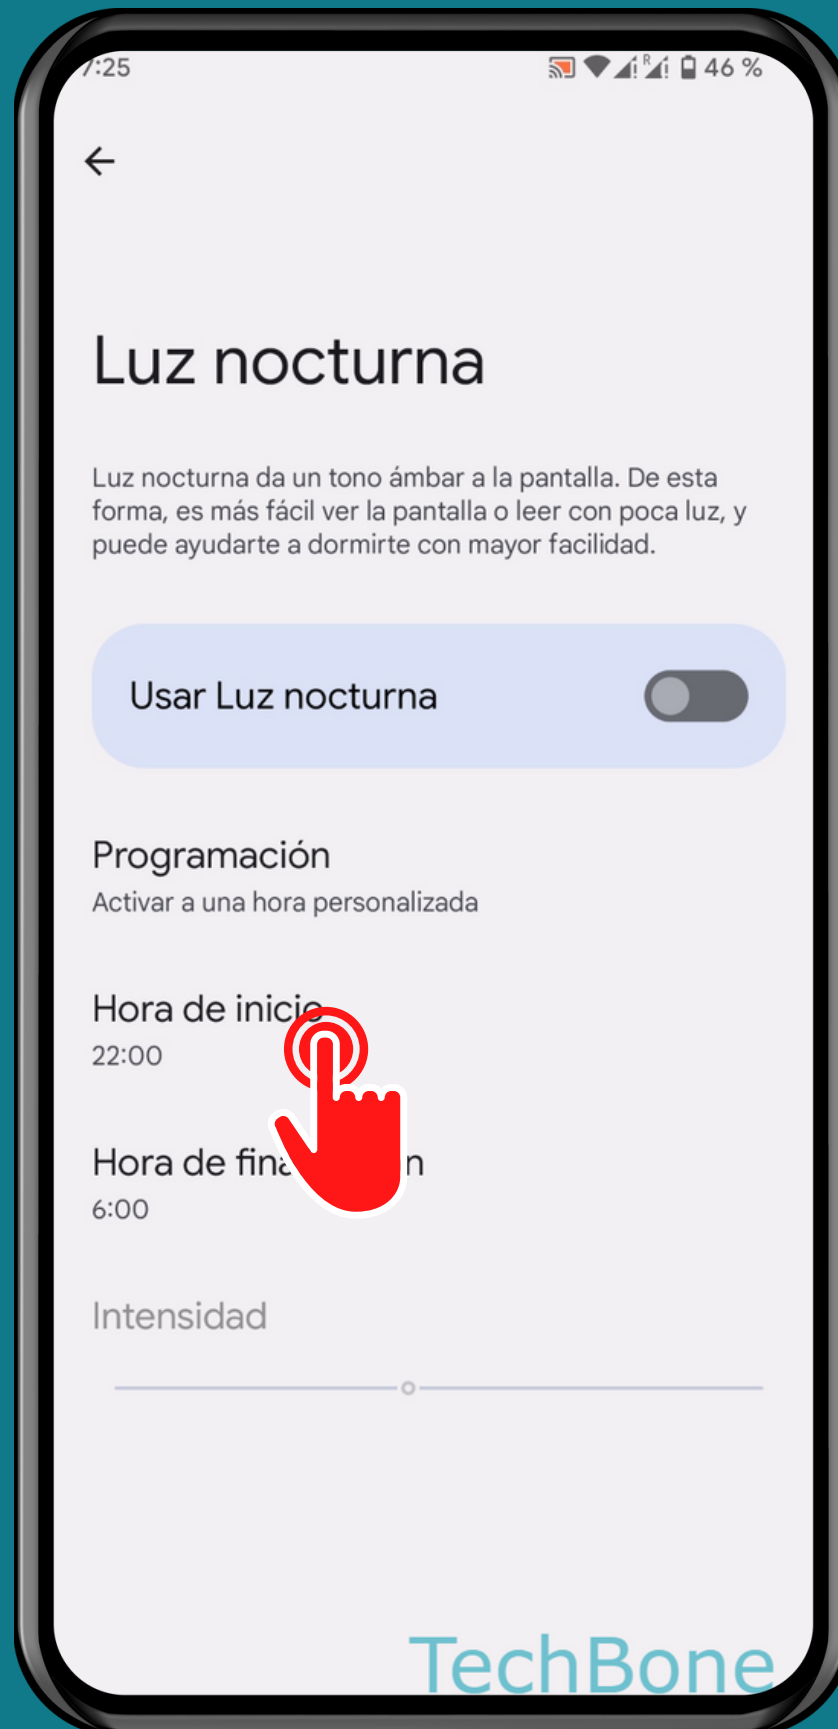 7:25
R
46 %
Luz nocturna
Luz nocturna da un tono ámbar a la pantalla. De esta
forma, es más fácil ver la pantalla o leer con poca luz, y
puede ayudarte a dormirte con mayor facilidad.
Usar Luz nocturna
Programación
Activar a una hora personalizada
Hora de inicio
22:00
Hora de
6:00
Intensidad
TechBone